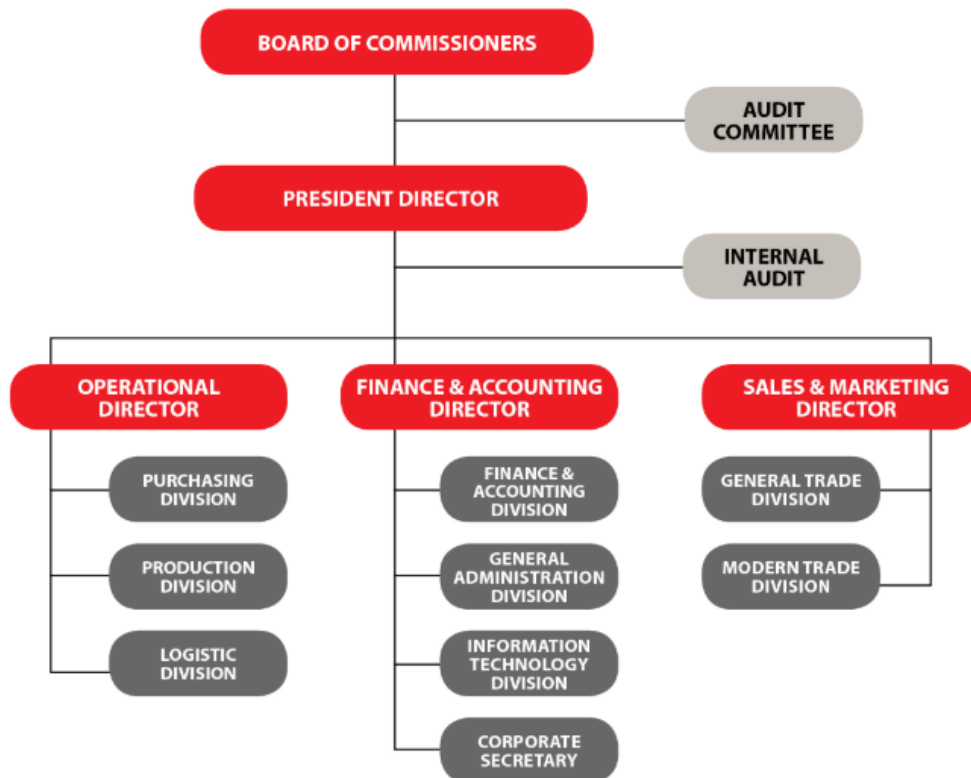 BOARD OF COMMISSIONERS
AUDIT
COMMITTEE
PRESIDENT DIRECTOR
INTERNAL
AUDIT
OPERATIONAL
DIRECTOR
FINANCE & ACCOUNTING
DIRECTOR
SALES & MARKETING
DIRECTOR
PURCHASING
DIVISION
PRODUCTION
DIVISION
LOGISTIC
DIVISION
FINANCE &
ACCOUNTING
DIVISION
GENERAL
ADMINISTRATION
DIVISION
INFORMATION
TECHNOLOGY
DIVISION
CORPORATE
SECRETARY
GENERAL TRADE
DIVISION
MODERN TRADE
DIVISION